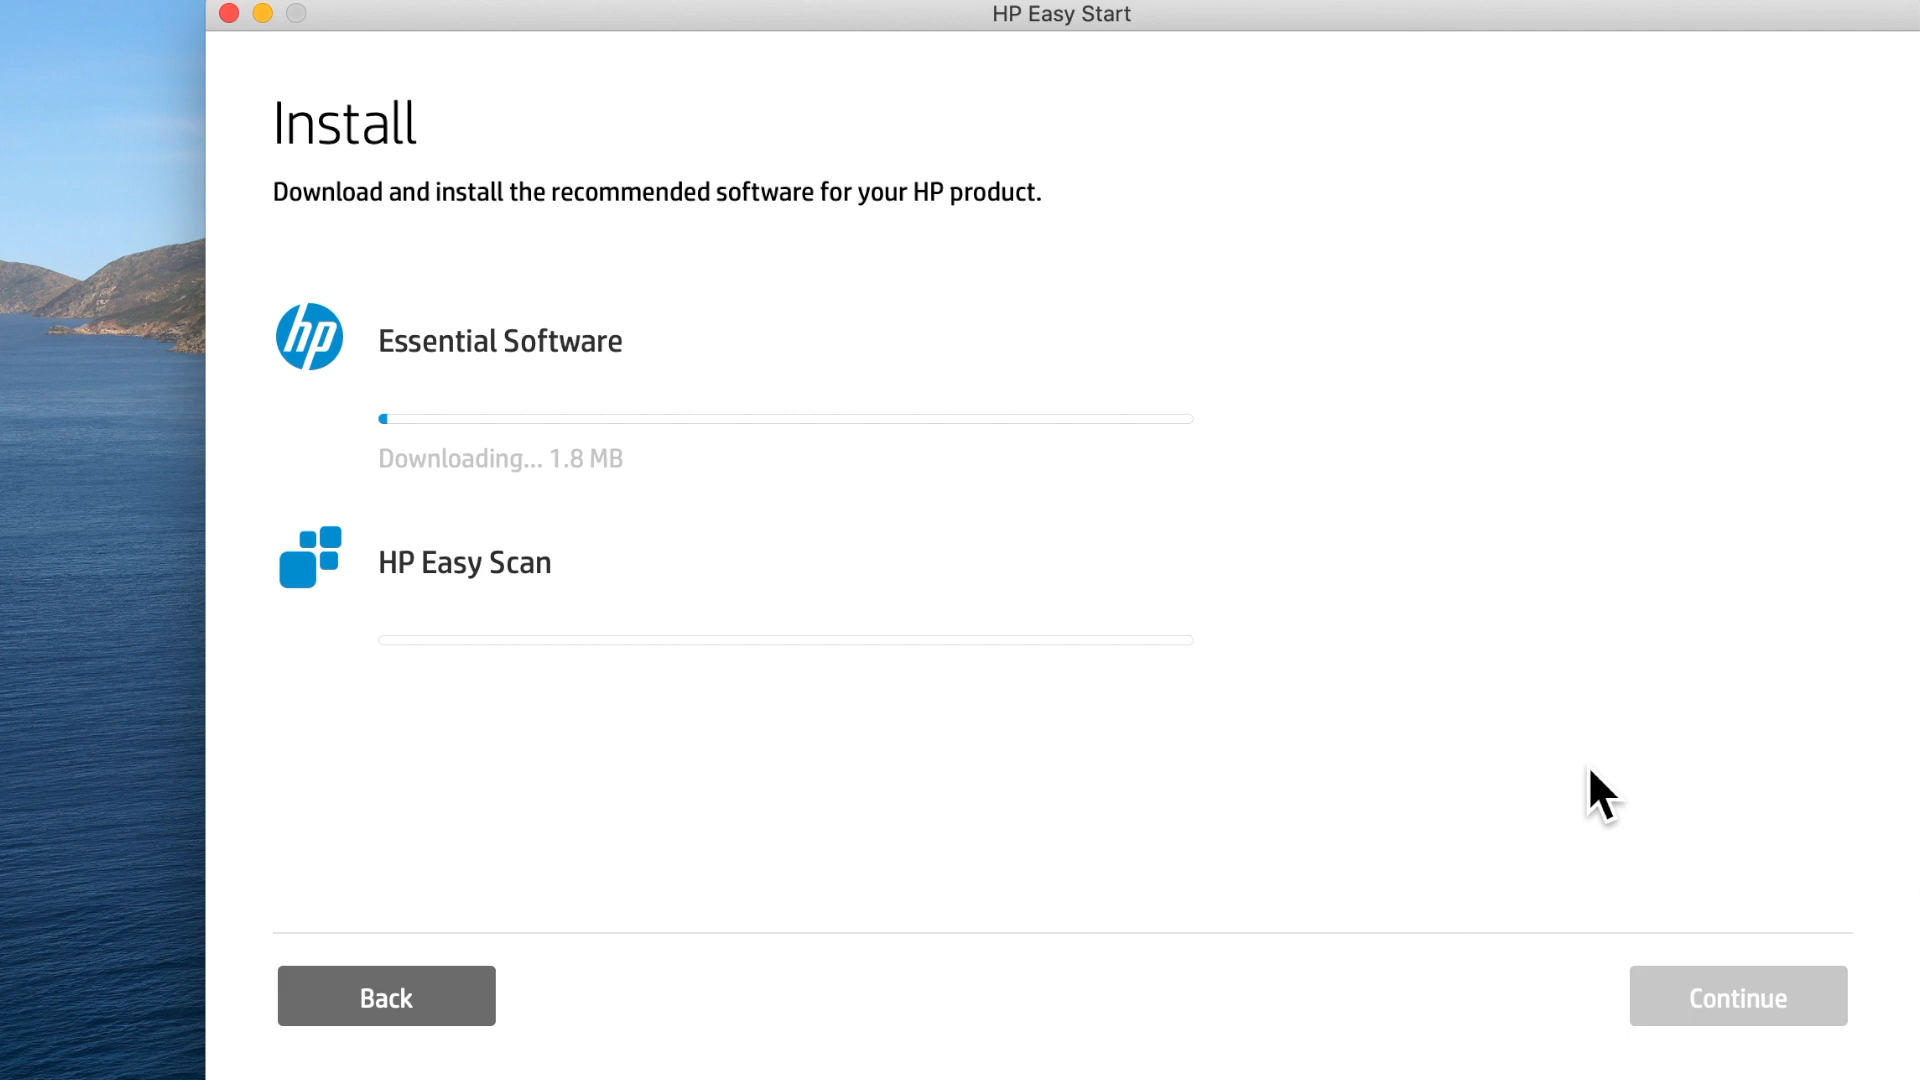 HP Easy Start
Install
Download and install the recommended software for your HP product.
hp
Essential Software
Downloading... 1.8 MB
HP Easy Scan
Back
Continue